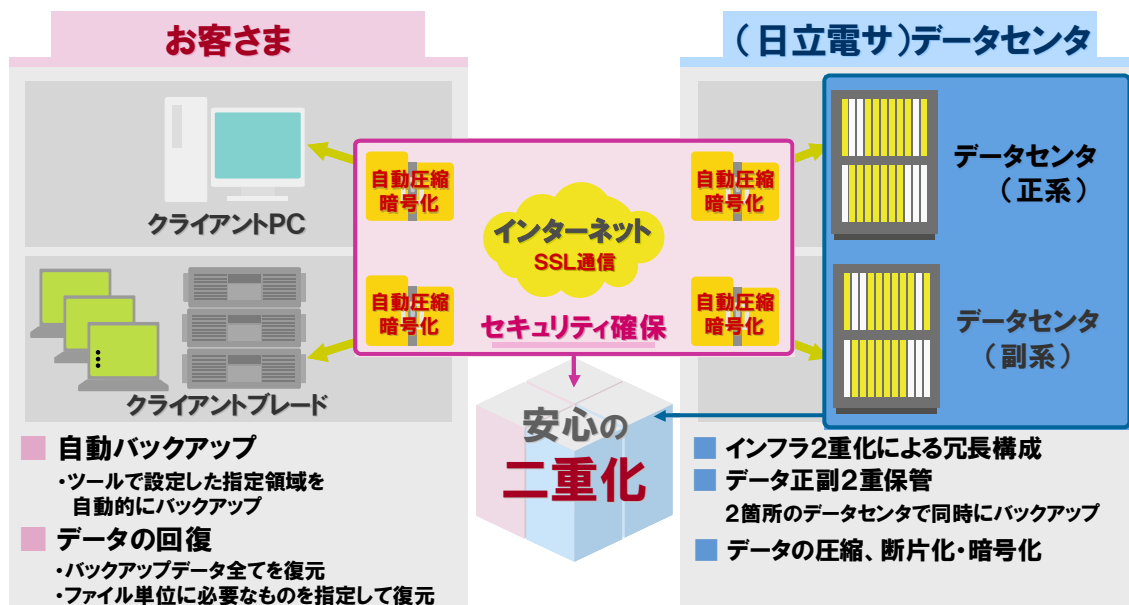 お客さま
クライアントPC
クライアントブレード
■ 自動バックアップ
・ツールで設定した指定領域を
自動的にバックアップ
■ データの回復
・バックアップデータ全てを復元
・ファイル単位に必要なものを指定して復元
自動圧縮
暗号化
自動圧縮
暗号化
インターネット
SSL通信
自動圧縮
暗号化
自動圧縮
暗号化
セキュリティ確保
安心の
二重化
（日立電サ）データセンタ
データセンタ
（正系）
データセンタ
（副系）
■ インフラ2重化による冗長構成
■ データ正副2重保管
2箇所のデータセンタで同時にバックアップ
■ データの圧縮、断片化・暗号化